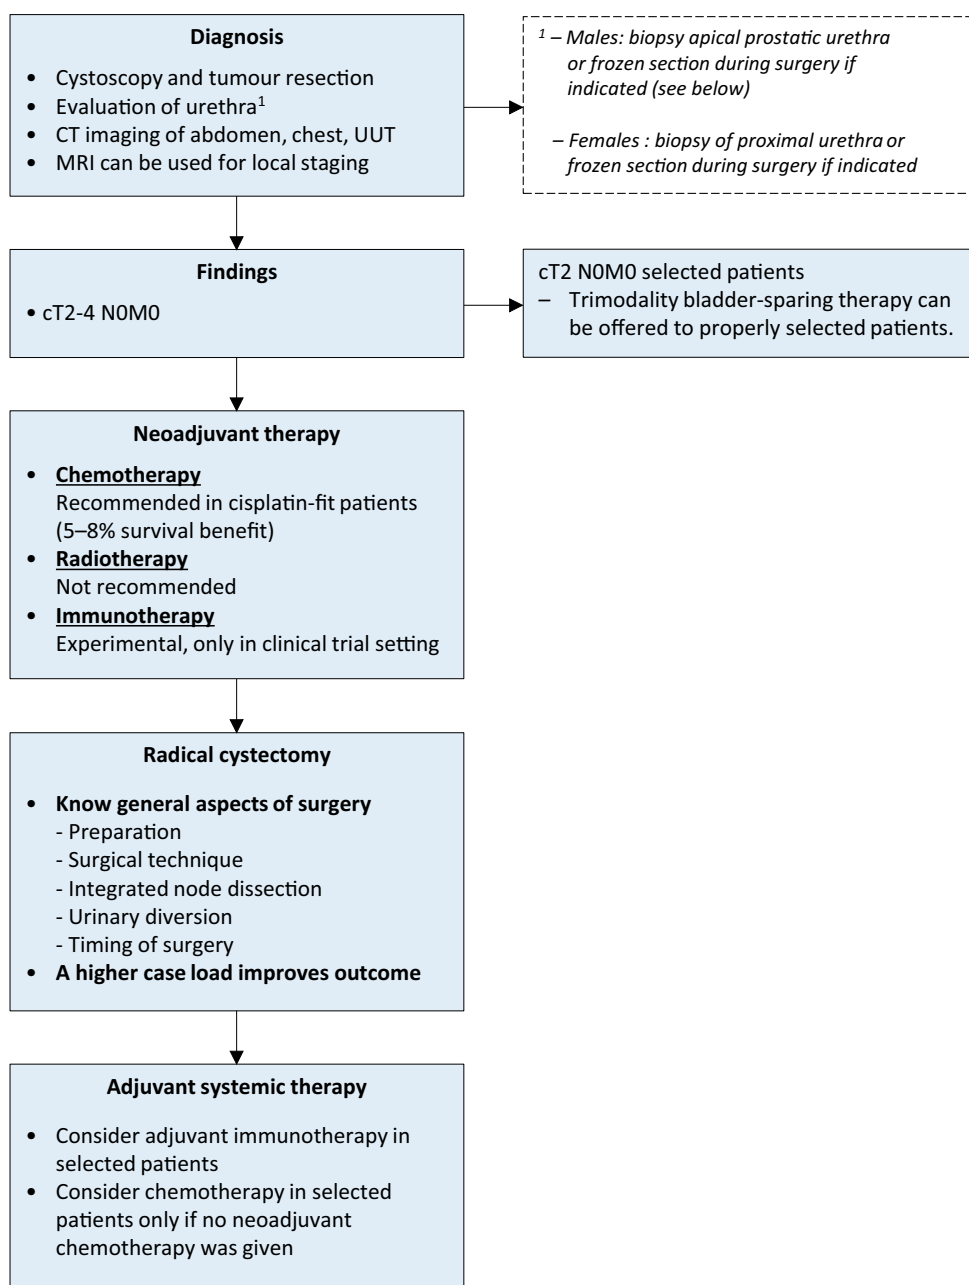 Diagnosis
• Cystoscopy and tumour resection
• Evaluation of urethra¹
• CT imaging of abdomen, chest, UUT
• MRI can be used for local staging
¹ – Males: biopsy apical prostatic urethra
or frozen section during surgery if
indicated (see below)
– Females : biopsy of proximal urethra or
frozen section during surgery if indicated
Findings
• cT2-4 N0M0
cT2 N0M0 selected patients
– Trimodality bladder-sparing therapy can
be offered to properly selected patients.
Neoadjuvant therapy
• Chemotherapy
Recommended in cisplatin-fit patients
(5–8% survival benefit)
• Radiotherapy
Not recommended
• Immunotherapy
Experimental, only in clinical trial setting
Radical cystectomy
• Know general aspects of surgery
- Preparation
- Surgical technique
- Integrated node dissection
- Urinary diversion
- Timing of surgery
• A higher case load improves outcome
Adjuvant systemic therapy
• Consider adjuvant immunotherapy in
selected patients
• Consider chemotherapy in selected
patients only if no neoadjuvant
chemotherapy was given